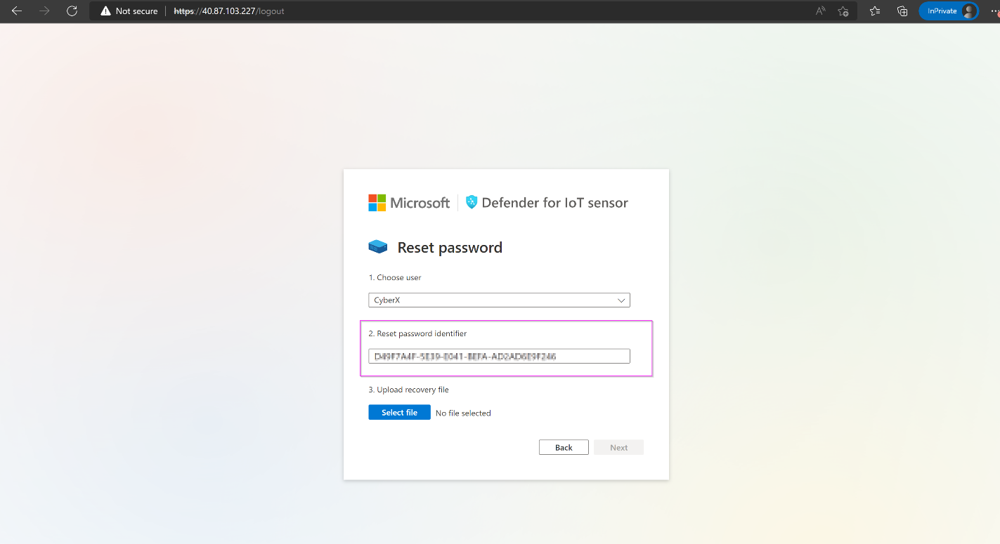 Not secure
https://40.87.103.227/logout
InPrivate
Microsoft
Defender for IoT sensor
Reset password
1. Choose user
CyberX
2. Reset password identifier
3. Upload recovery file
Select file
No file selected
Back
Next